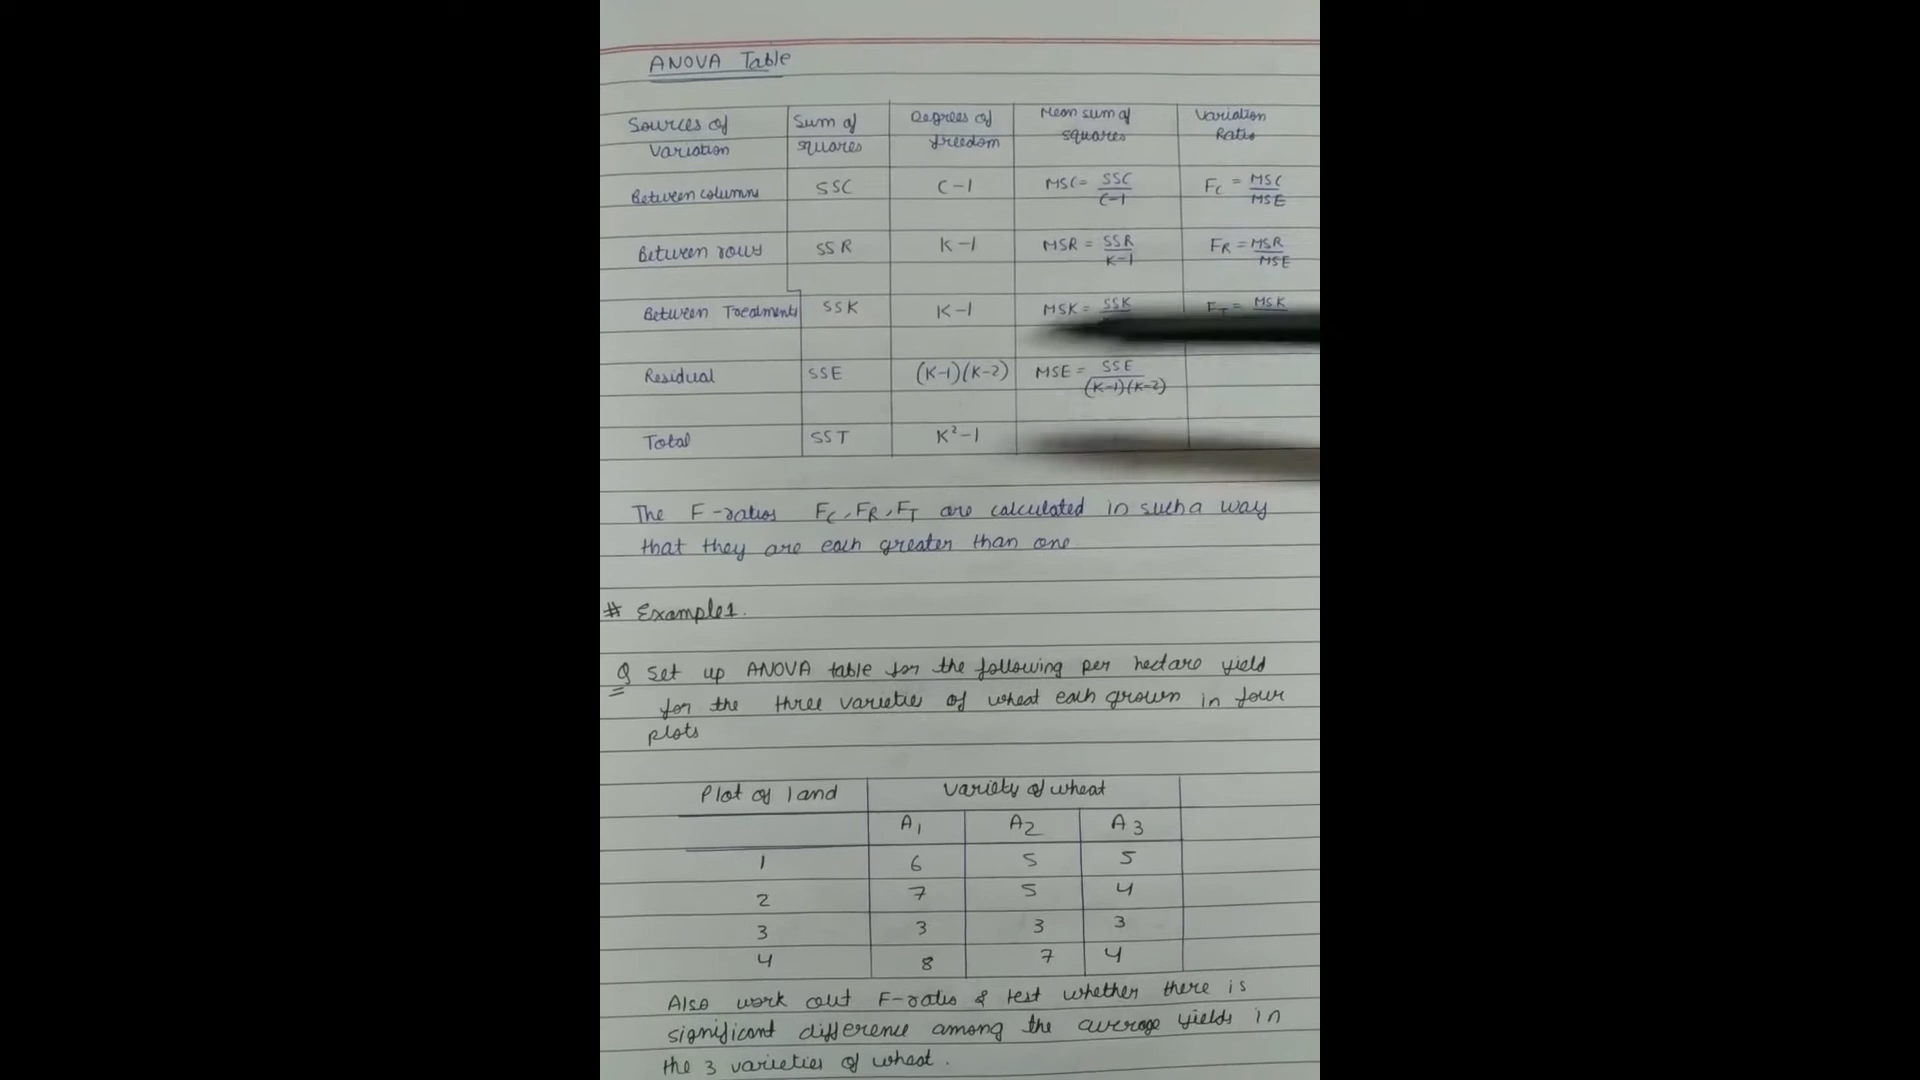 ANOVA Table
Sources of Variation | Sum of squares | Degrees of freedom | Mean sum of squares | Variation Ratio
Between columns | SSC | C-1 | MSC = SSC/C-1 | FC = MSC/MSE
Between rows | SSR | K-1 | MSR = SSR/K-1 | FR = MSR/MSE
Between Treatments | SSK | K-1 | MSK = SSK | FT = MSK
Residual | SSE | (K-1)(K-2) | MSE = SSE/(K-1)(K-2)
Total | SST | K²-1
The F-ratios FC, FR, FT are calculated in such a way
that they are each greater than one
# Example 1.
Q Set up ANOVA table for the following per hectare yield
for the three varieties of wheat each grown in four
plots
Plot of land | Variety of wheat
A1 | A2 | A3
1 | 6 | 5 | 5
2 | 7 | 5 | 4
3 | 3 | 3 | 3
4 | 8 | 7 | 4
Also work out F-ratio & test whether there is
significant difference among the average yields in
the 3 varieties of wheat.